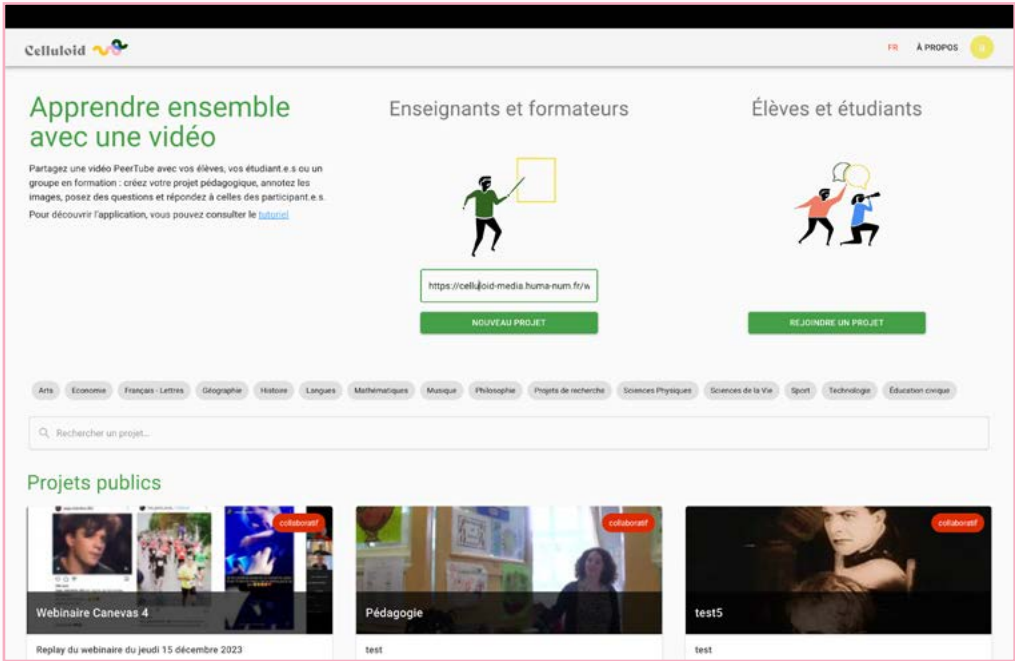 Celluloid
FR À PROPOS
Apprendre ensemble
avec une vidéo
Partagez une vidéo PeerTube avec vos élèves, vos étudiant.e.s ou un
groupe en formation : créez votre projet pédagogique, annotez les
images, posez des questions et répondez à celles des participant.e.s.
Pour découvrir l'application, vous pouvez consulter le tutoriel
Enseignants et formateurs
https://celluloid-media.huma-num.fr/w
NOUVEAU PROJET
Élèves et étudiants
REJOINDRE UN PROJET
Arts Economie Français - Lettres Géographie Histoire Langues Mathématiques Musique Philosophie Projets de recherche Sciences Physiques Sciences de la Vie Sport Technologie Éducation civique
Rechercher un projet...
Projets publics
collaboratif
Webinaire Canevas 4
Replay du webinaire du jeudi 15 décembre 2023
collaboratif
Pédagogie
test
collaboratif
test5
test